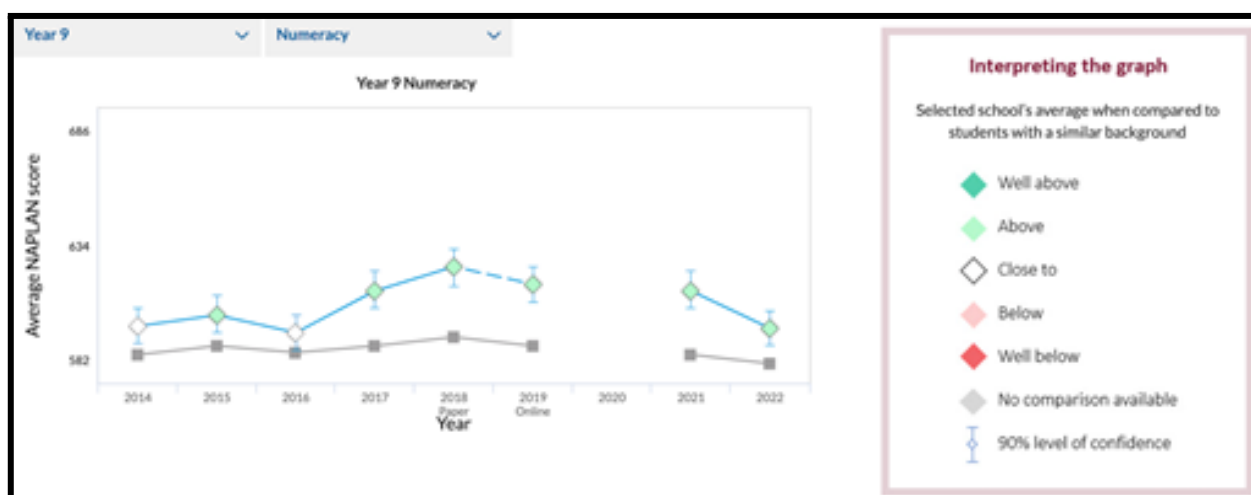 Year 9
Numeracy
Year 9 Numeracy
Average NAPLAN score
686
634
582
2014 2015 2016 2017 2018 2019 2020 2021 2022
Paper Online
Year
Interpreting the graph
Selected school's average when compared to
students with a similar background
Well above
Above
Close to
Below
Well below
No comparison available
90% level of confidence